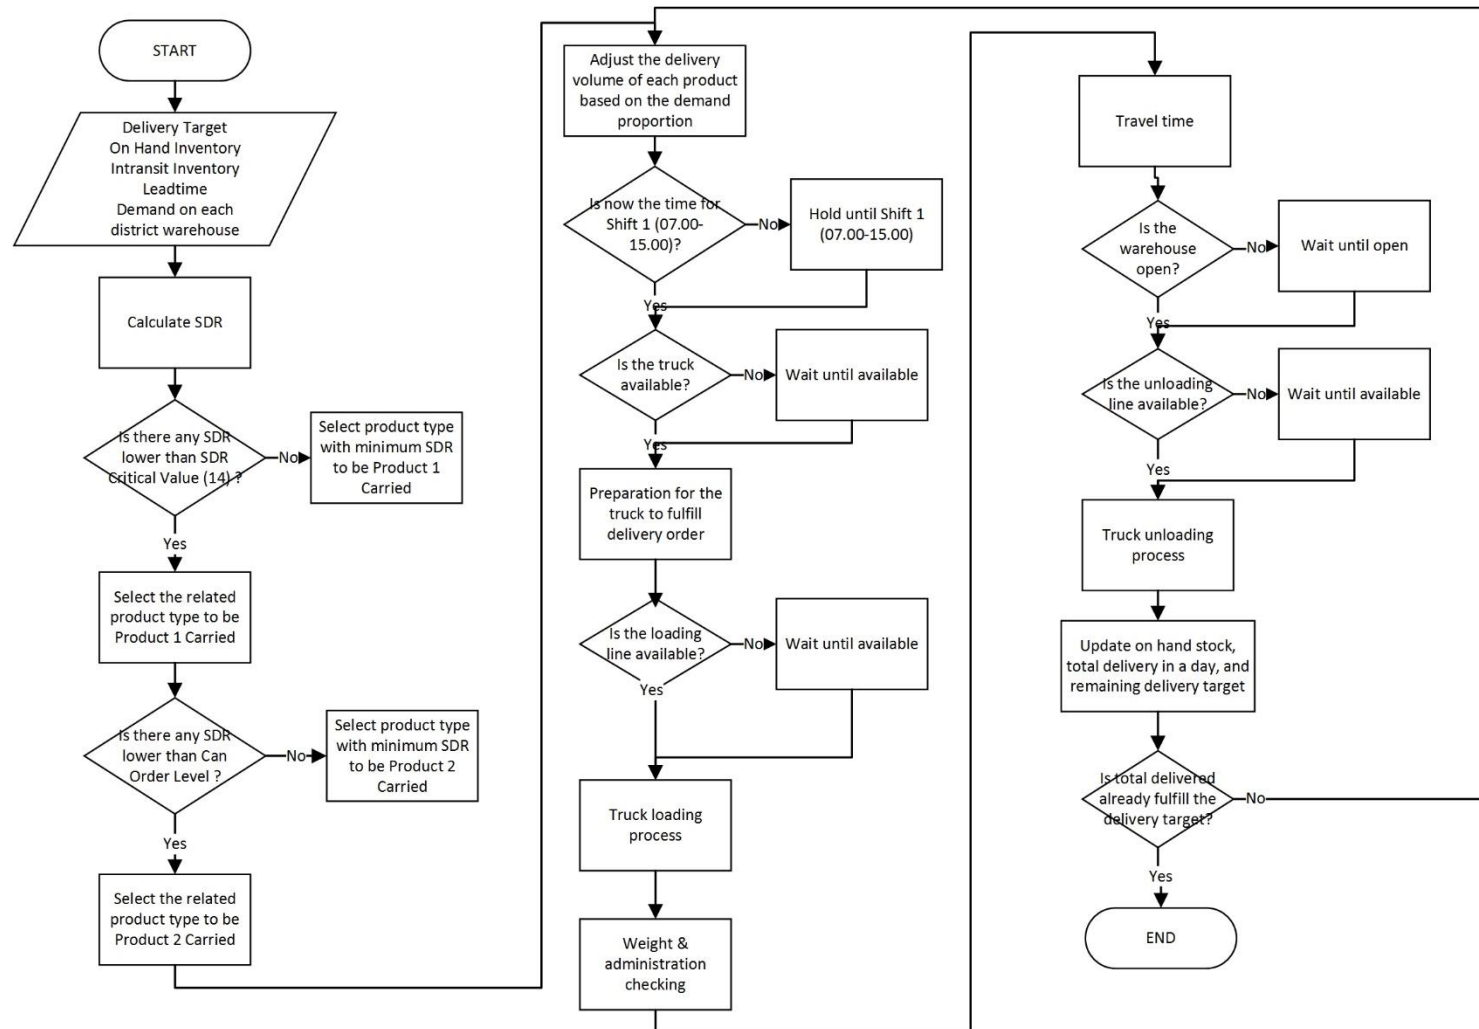 START
Delivery Target
On Hand Inventory
Intransit Inventory
Leadtime
Demand on each
district warehouse
Calculate SDR
Is there any SDR
lower than SDR
Critical Value (14) ?
No
Select product type
with minimum SDR
to be Product 1
Carried
Yes
Select the related
product type to be
Product 1 Carried
Is there any SDR
lower than Can
Order Level ?
No
Select product type
with minimum SDR
to be Product 2
Carried
Yes
Select the related
product type to be
Product 2 Carried
Adjust the delivery
volume of each product
based on the demand
proportion
Is now the time for
Shift 1 (07.00-
15.00)?
No
Hold until Shift 1
(07.00-15.00)
Yes
Is the truck
available?
No
Wait until available
Yes
Preparation for the
truck to fulfill
delivery order
Is the loading
line available?
No
Wait until available
Yes
Truck loading
process
Weight &
administration
checking
Travel time
Is the
warehouse
open?
No
Wait until open
Yes
Is the unloading
line available?
No
Wait until available
Yes
Truck unloading
process
Update on hand stock,
total delivery in a day, and
remaining delivery target
Is total delivered
already fulfill the
delivery target?
No
Yes
END